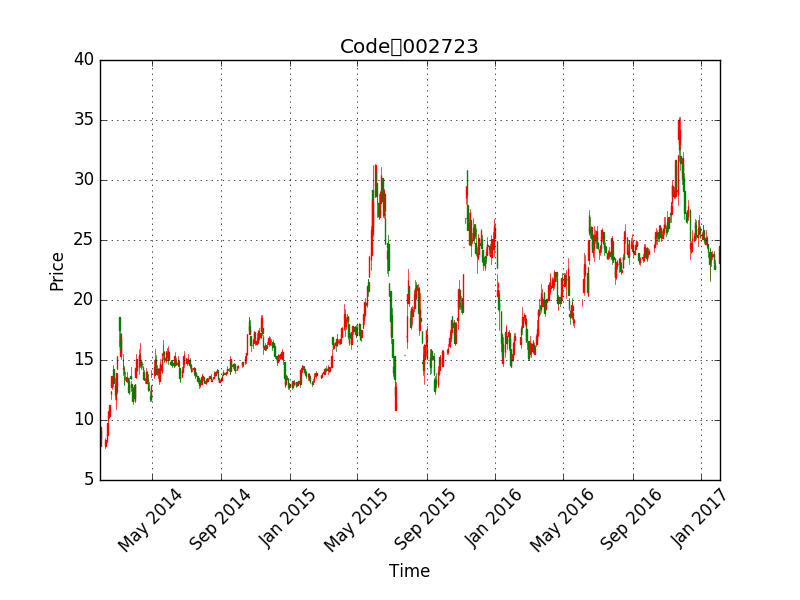 Code▯002723
40
35
30
25
20
15
10
5
Price
May 2014
Sep 2014
Jan 2015
May 2015
Sep 2015
Jan 2016
May 2016
Sep 2016
Jan 2017
Time